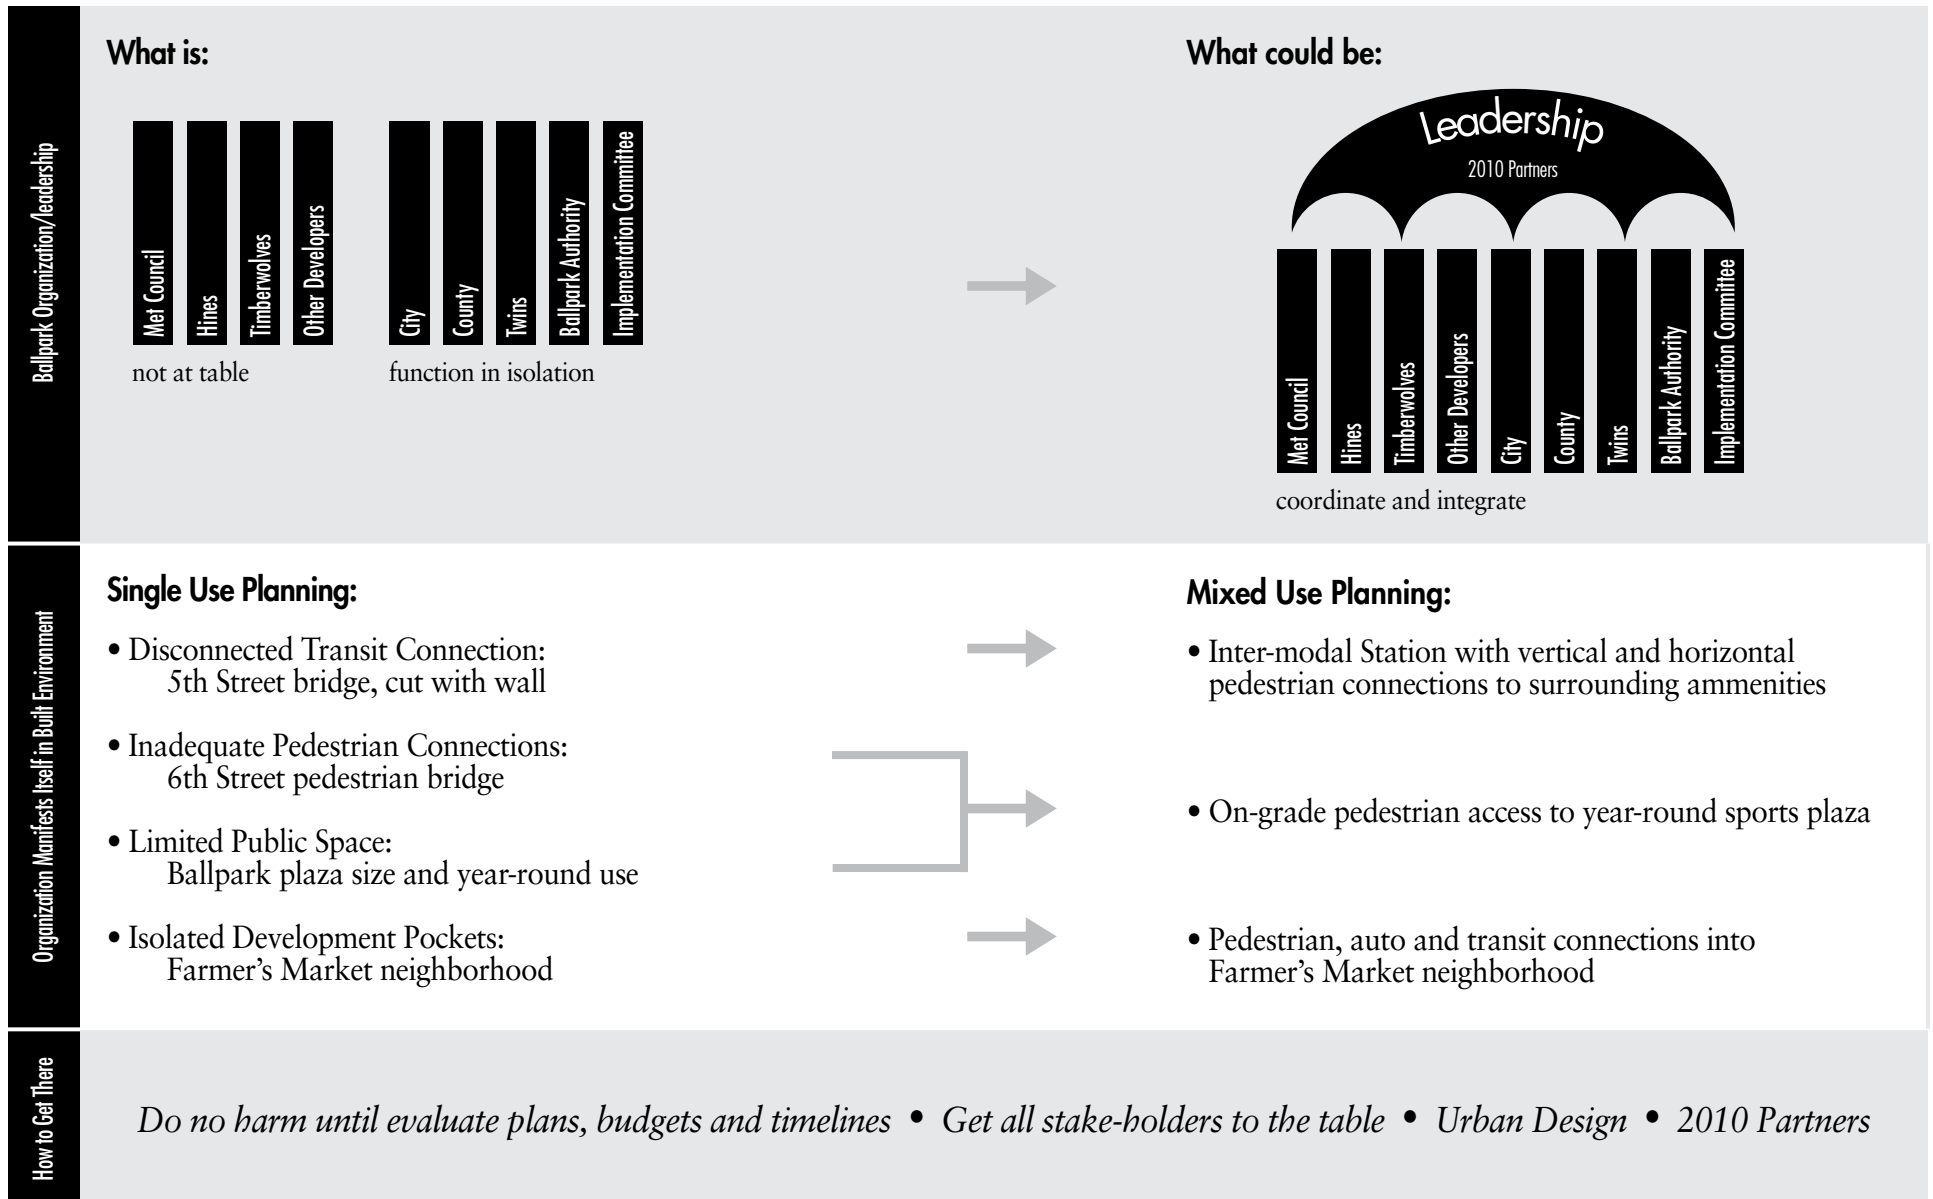 Ballpark Organization/leadership
What is:
Met Council
Hines
Timberwolves
Other Developers
not at table
City
County
Twins
Ballpark Authority
Implementation Committee
function in isolation
What could be:
Leadership
2010 Partners
Met Council
Hines
Timberwolves
Other Developers
City
County
Twins
Ballpark Authority
Implementation Committee
coordinate and integrate
Organization Manifests Itself in Built Environment
Single Use Planning:
• Disconnected Transit Connection:
5th Street bridge, cut with wall
• Inadequate Pedestrian Connections:
6th Street pedestrian bridge
• Limited Public Space:
Ballpark plaza size and year-round use
• Isolated Development Pockets:
Farmer’s Market neighborhood
Mixed Use Planning:
• Inter-modal Station with vertical and horizontal
pedestrian connections to surrounding ammenities
• On-grade pedestrian access to year-round sports plaza
• Pedestrian, auto and transit connections into
Farmer’s Market neighborhood
How to Get There
Do no harm until evaluate plans, budgets and timelines • Get all stake-holders to the table • Urban Design • 2010 Partners